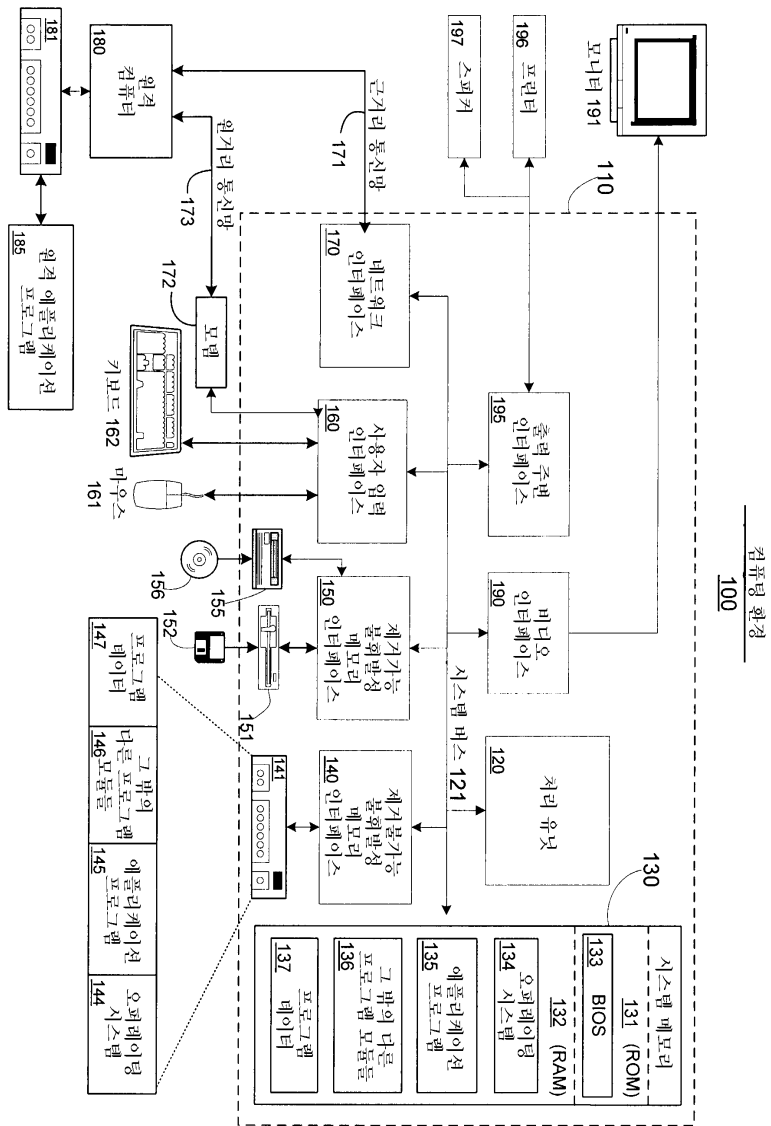 컴퓨팅 환경
100
110
130
시스템 메모리
131 (ROM)
133
BIOS
132 (RAM)
134
오퍼레이팅
시스템
135
애플리케이션
프로그램
136
그 밖의 다른
프로그램 모듈들
137
프로그램
데이터
120
처리 유닛
190
비디오
인터페이스
195
출력 주변
인터페이스
시스템 버스 121
140
제거불가능
불휘발성
메모리
인터페이스
150
제거가능
불휘발성
메모리
인터페이스
160
사용자 입력
인터페이스
170
네트워크
인터페이스
모니터 191
196 프린터
197 스피커
근거리 통신망
171
원거리 통신망
173
172
모뎀
키보드 162
마우스
161
155
156
151
152
141
144
오퍼레이팅
시스템
145
애플리케이션
프로그램
146
그 밖의
다른 프로그램
모듈들
147
프로그램
데이터
180
원격
컴퓨터
181
185
원격 애플리케이션
프로그램